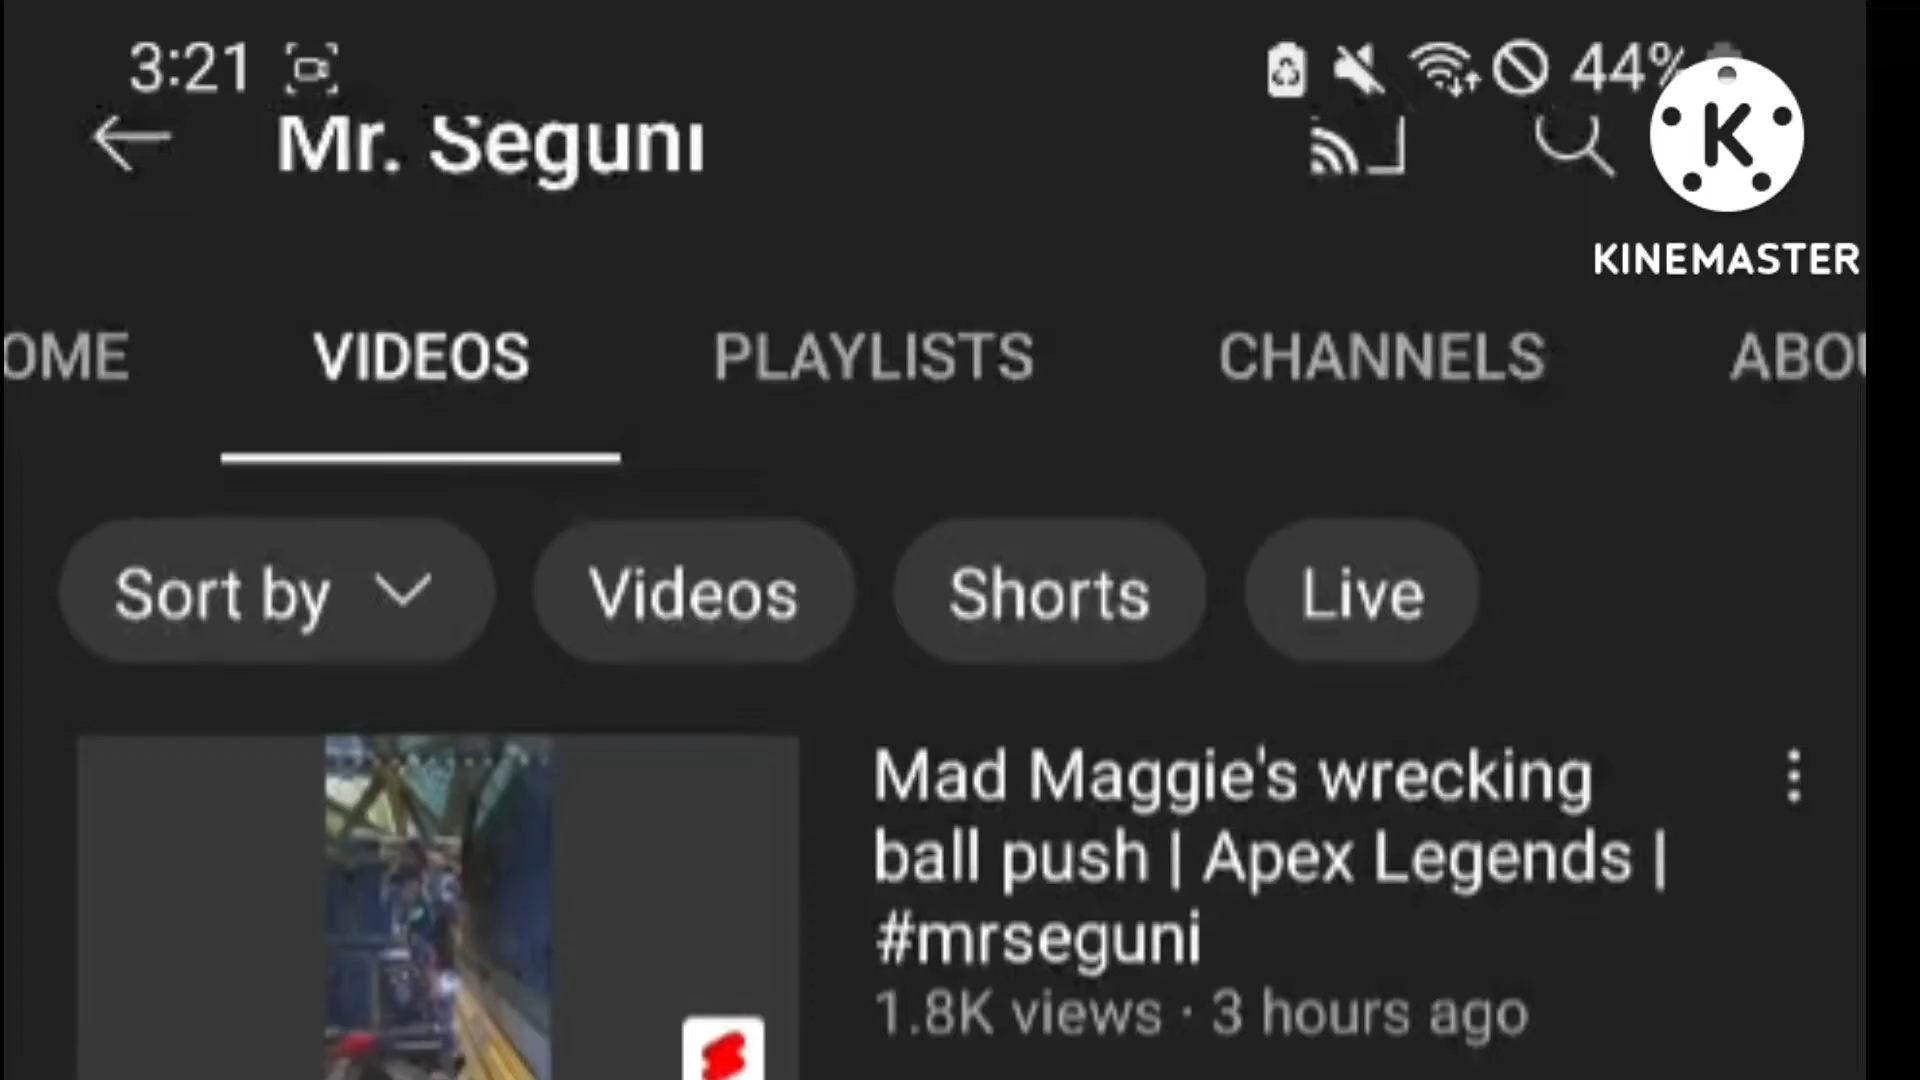 3:21 44%
Mr. Seguni
K
KINEMASTER
OME VIDEOS PLAYLISTS CHANNELS ABOU
Sort by Videos Shorts Live
Mad Maggie's wrecking
ball push | Apex Legends |
#mrseguni
1.8K views · 3 hours ago